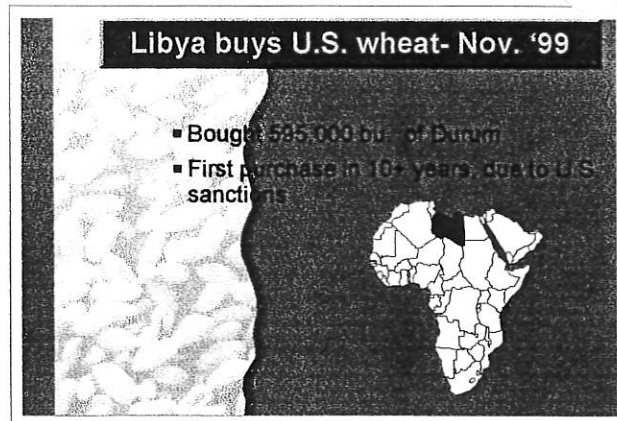 Libya buys U.S. wheat- Nov. ‘99
▪ Bought 595,000 bu. of Durum
▪ First purchase in 10+ years, due to U.S.
sanctions